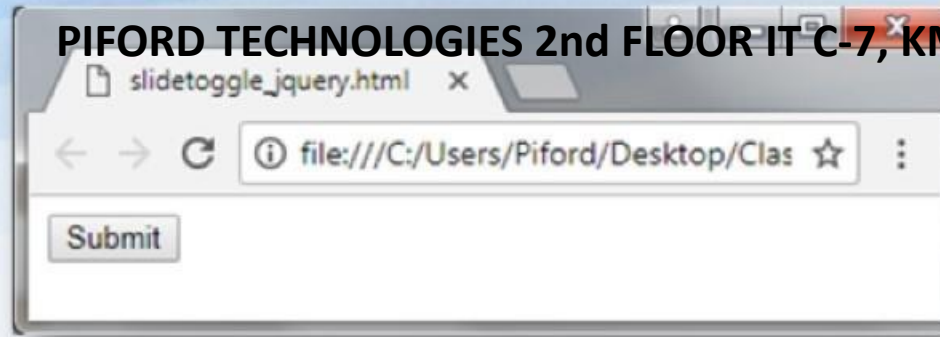 PIFORD TECHNOLOGIES 2nd FLOOR IT C-7, KN
slidetoggle_jquery.html
file:///C:/Users/Piford/Desktop/Clas
Submit